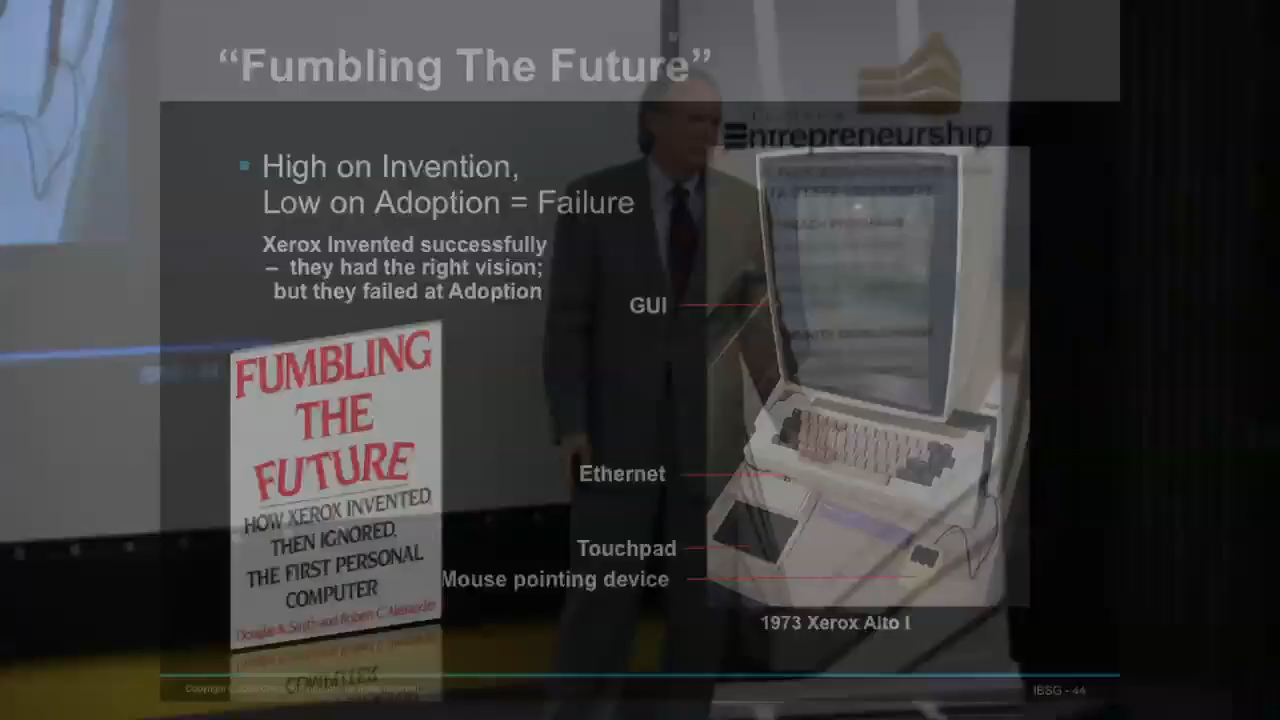 “Fumbling The Future”
Entrepreneurship
High on Invention,
Low on Adoption = Failure
Xerox Invented successfully
– they had the right vision;
but they failed at Adoption
GUI
FUMBLING
THE
FUTURE
HOW XEROX INVENTED
THEN IGNORED,
THE FIRST PERSONAL
COMPUTER
Douglas K. Smith and Robert C. Alexander
Ethernet
Touchpad
Mouse pointing device
1973 Xerox Alto I
Copyright
IBSG - 44